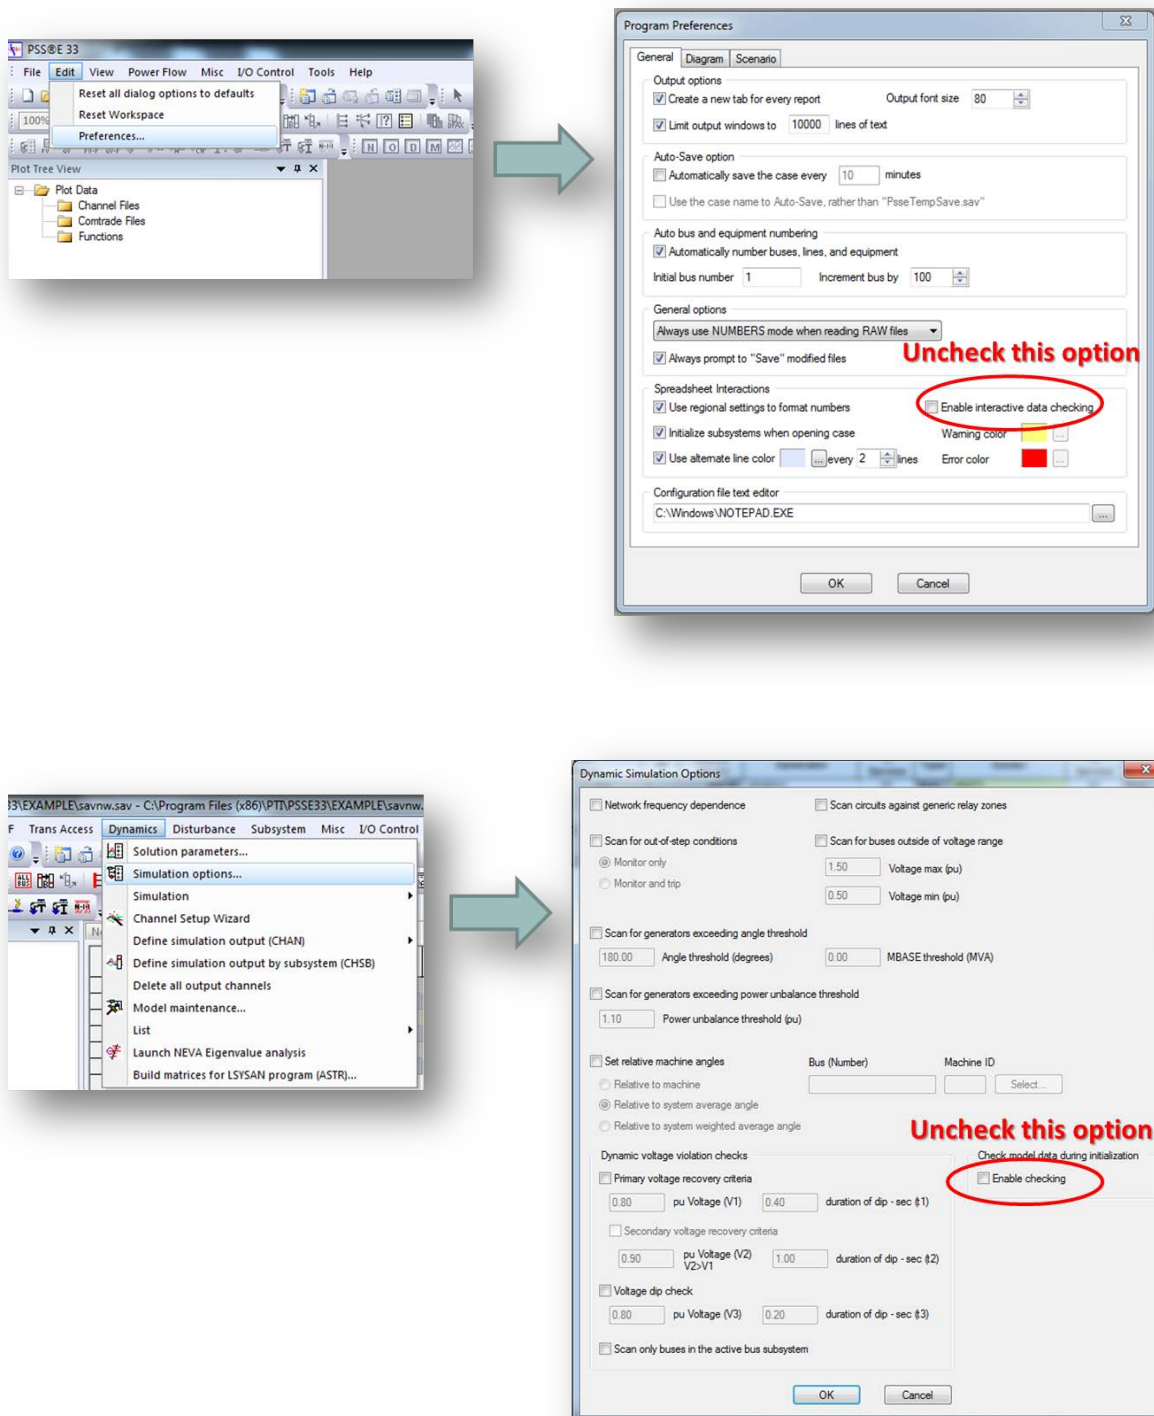 PSS®E 33
File Edit View Power Flow Misc I/O Control Tools Help
Reset all dialog options to defaults
100% Reset Workspace
Preferences...
N O D M
Plot Tree View
Plot Data
Channel Files
Comtrade Files
Functions
Program Preferences
General Diagram Scenario
Output options
Create a new tab for every report Output font size 80
Limit output windows to 10000 lines of text
Auto-Save option
Automatically save the case every 10 minutes
Use the case name to Auto-Save, rather than "PsseTempSave.sav"
Auto bus and equipment numbering
Automatically number buses, lines, and equipment
Initial bus number 1 Increment bus by 100
General options
Always use NUMBERS mode when reading RAW files
Always prompt to "Save" modified files
Uncheck this option
Spreadsheet Interactions
Use regional settings to format numbers Enable interactive data checking
Initialize subsystems when opening case Warning color ...
Use alternate line color ... every 2 lines Error color ...
Configuration file text editor
C:\Windows\NOTEPAD.EXE ...
OK Cancel
33\EXAMPLE\savnw.sav - C:\Program Files (x86)\PTI\PSSE33\EXAMPLE\savnw.
F Trans Access Dynamics Disturbance Subsystem Misc I/O Control
Solution parameters...
Simulation options...
Simulation
Channel Setup Wizard
Define simulation output (CHAN)
Define simulation output by subsystem (CHSB)
Delete all output channels
Model maintenance...
List
Launch NEVA Eigenvalue analysis
Build matrices for LSYSAN program (ASTR)...
Dynamic Simulation Options
Network frequency dependence Scan circuits against generic relay zones
Scan for out-of-step conditions Scan for buses outside of voltage range
Monitor only 1.50 Voltage max (pu)
Monitor and trip
0.50 Voltage min (pu)
Scan for generators exceeding angle threshold
180.00 Angle threshold (degrees) 0.00 MBASE threshold (MVA)
Scan for generators exceeding power unbalance threshold
1.10 Power unbalance threshold (pu)
Set relative machine angles Bus (Number) Machine ID
Relative to machine Select...
Relative to system average angle
Relative to system weighted average angle
Uncheck this option
Dynamic voltage violation checks Check model data during initialization
Primary voltage recovery criteria Enable checking
0.80 pu Voltage (V1) 0.40 duration of dip - sec (t1)
Secondary voltage recovery criteria
0.90 pu Voltage (V2) 1.00 duration of dip - sec (t2)
V2>V1
Voltage dip check
0.80 pu Voltage (V3) 0.20 duration of dip - sec (t3)
Scan only buses in the active bus subsystem
OK Cancel